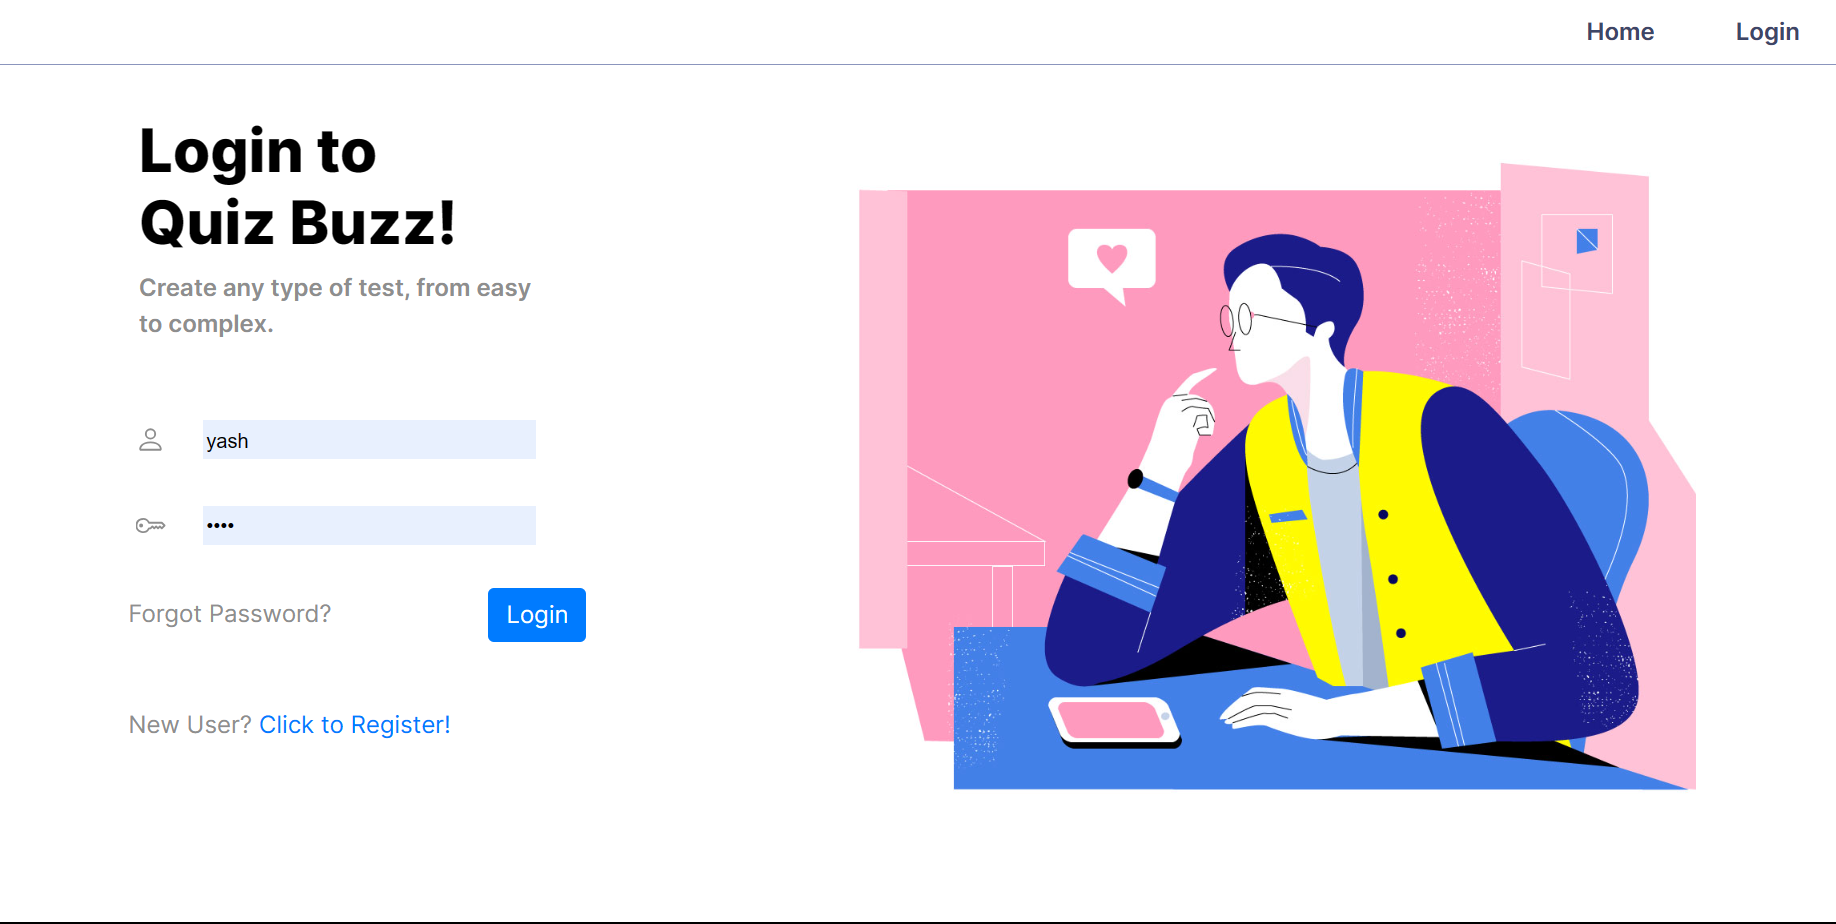 Home Login
Login to
Quiz Buzz!
Create any type of test, from easy
to complex.
yash
••••
Forgot Password? Login
New User? Click to Register!